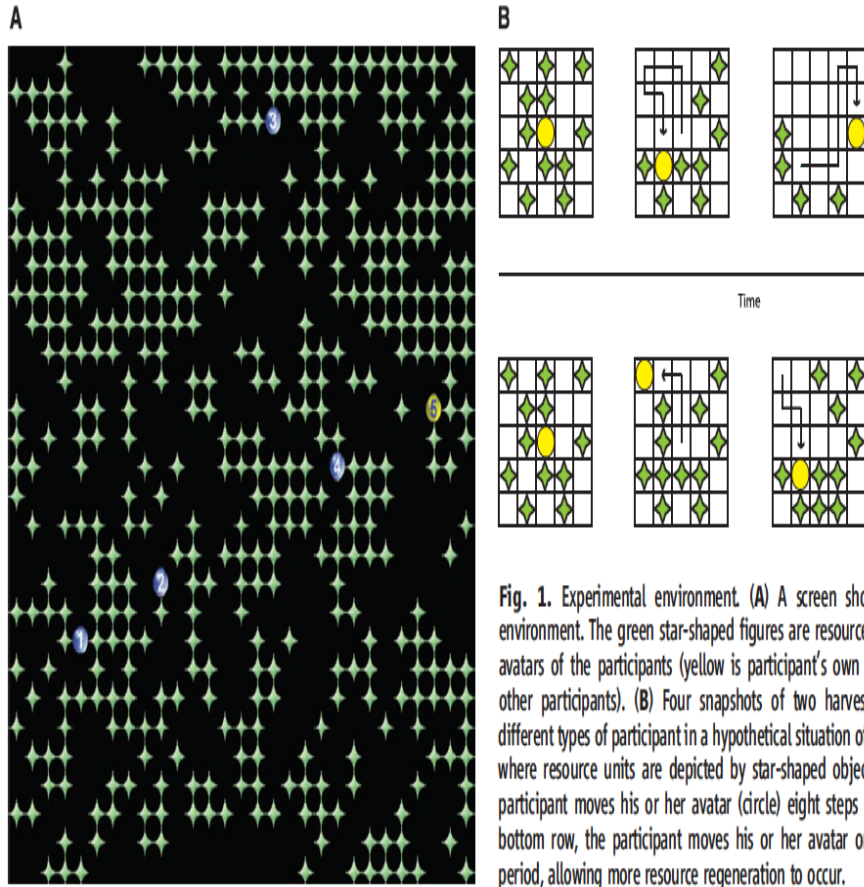 A
B
3
5
4
2
1
Time
Fig. 1. Experimental environment. (A) A screen sho
environment. The green star-shaped figures are resource
avatars of the participants (yellow is participant's own
other participants). (B) Four snapshots of two harves
different types of participant in a hypothetical situation of
where resource units are depicted by star-shaped objec
participant moves his or her avatar (circle) eight steps
bottom row, the participant moves his or her avatar o
period, allowing more resource regeneration to occur.